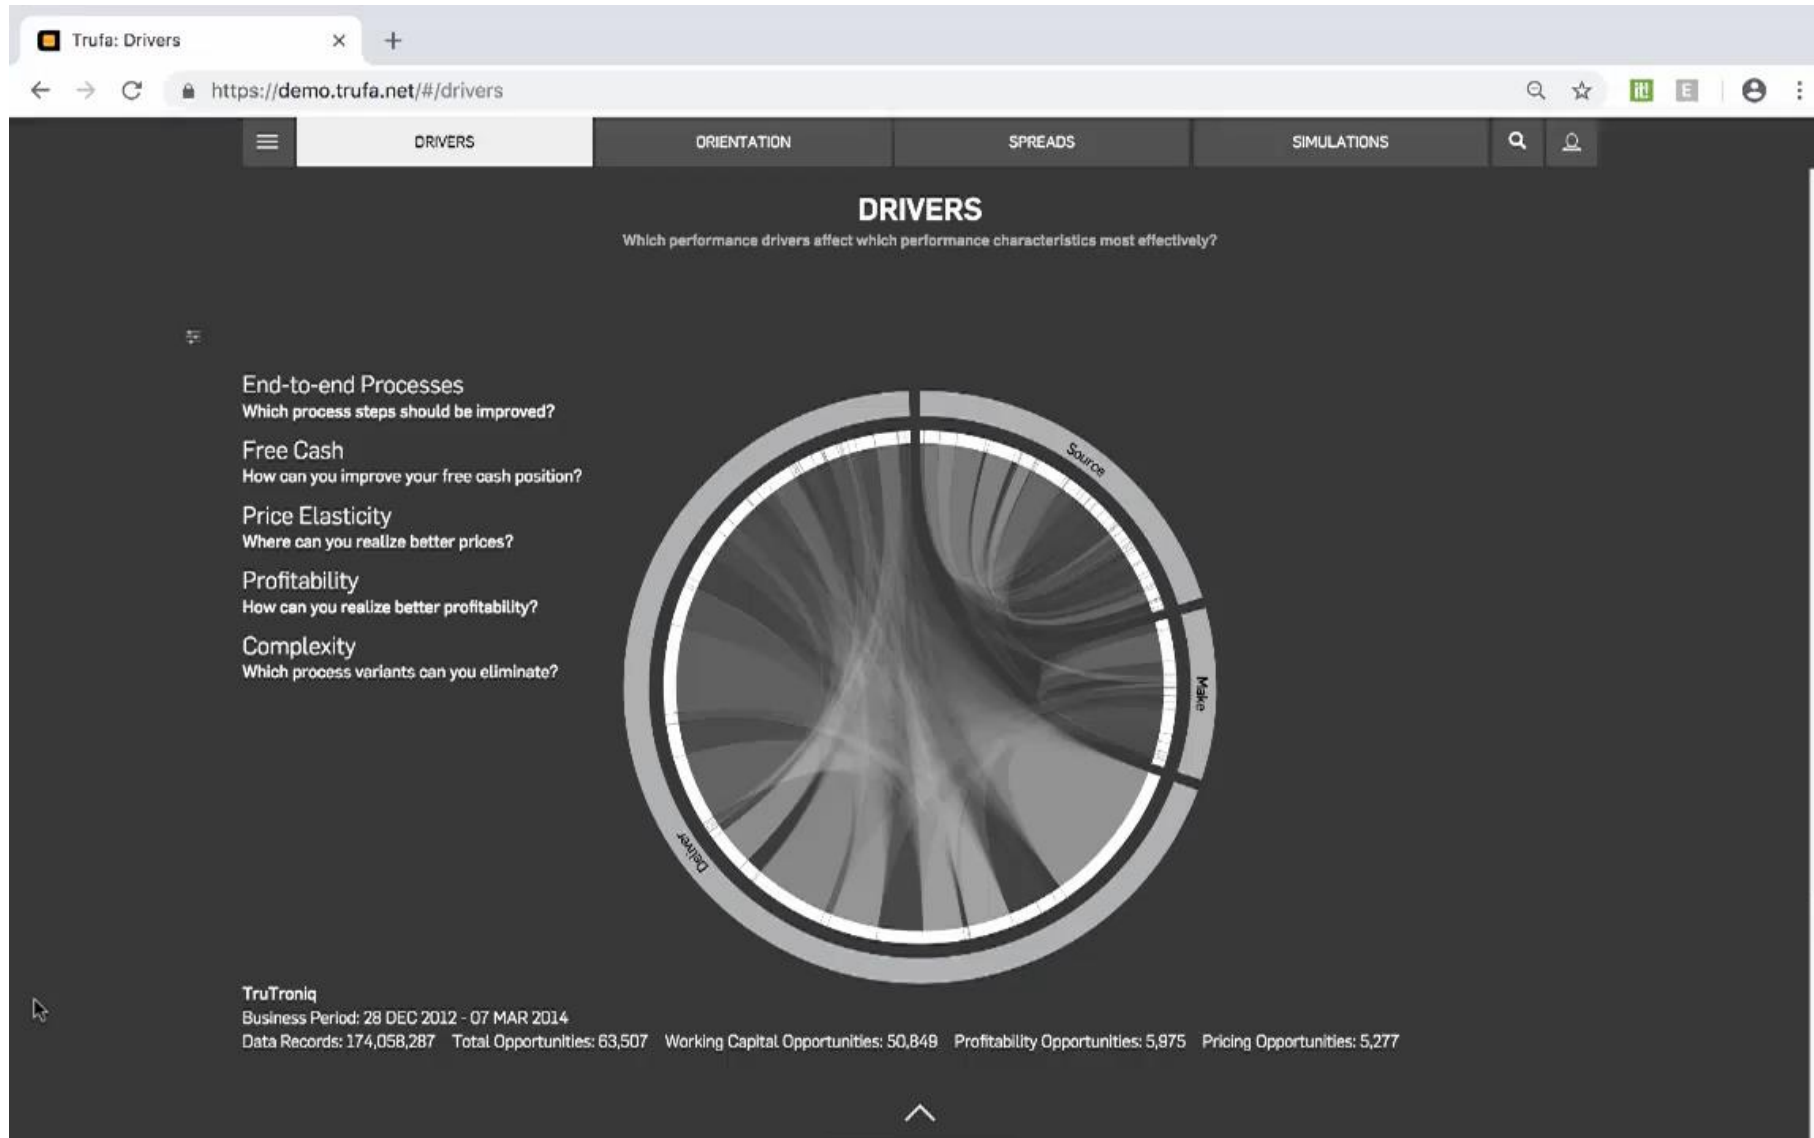 Trufa: Drivers
https://demo.trufa.net/#/drivers
it!
E
DRIVERS
ORIENTATION
SPREADS
SIMULATIONS
DRIVERS
Which performance drivers affect which performance characteristics most effectively?
End-to-end Processes
Which process steps should be improved?
Free Cash
How can you improve your free cash position?
Price Elasticity
Where can you realize better prices?
Profitability
How can you realize better profitability?
Complexity
Which process variants can you eliminate?
Source
Make
Deliver
TruTroniq
Business Period: 28 DEC 2012 - 07 MAR 2014
Data Records: 174,058,287 Total Opportunities: 63,507 Working Capital Opportunities: 50,849 Profitability Opportunities: 5,975 Pricing Opportunities: 5,277